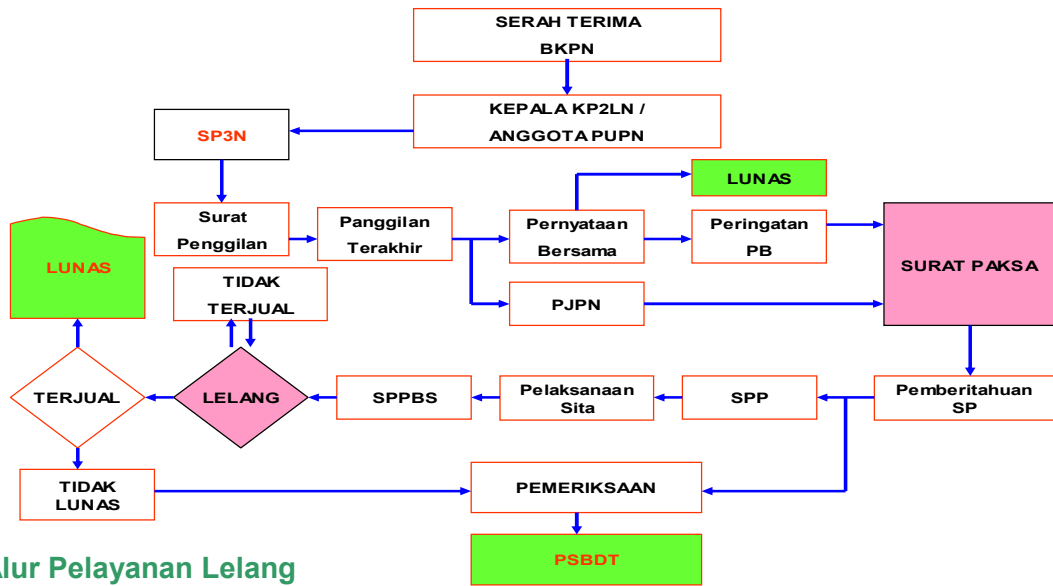 SERAH TERIMA
BKPN
KEPALA KP2LN /
ANGGOTA PUPN
SP3N
LUNAS
Surat
Penggilan
Panggilan
Terakhir
Pernyataan
Bersama
Peringatan
PB
SURAT PAKSA
LUNAS
TIDAK
TERJUAL
PJPN
TERJUAL
LELANG
SPPBS
Pelaksanaan
Sita
SPP
Pemberitahuan
SP
TIDAK
LUNAS
PEMERIKSAAN
PSBDT
Pelayanan Lelang